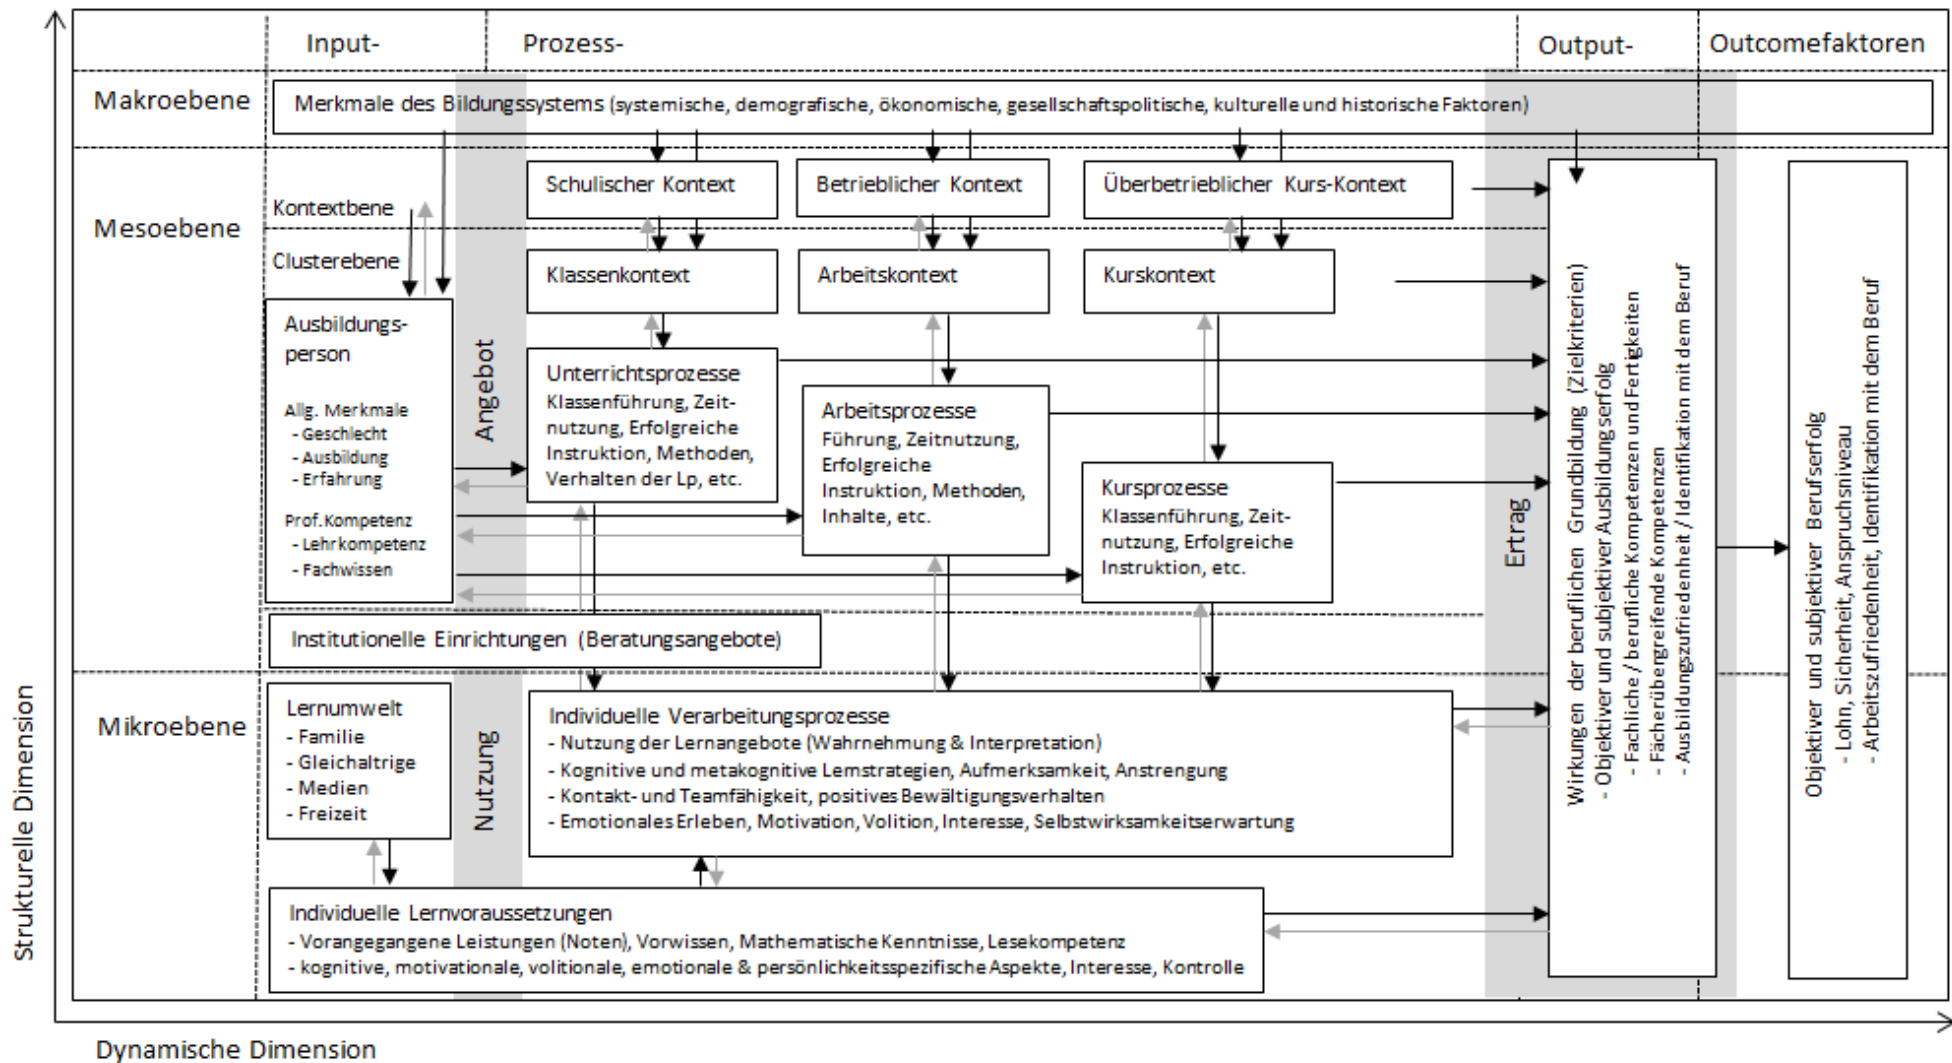 Input-
Prozess-
Output-
Outcomefaktoren
Makroebene
Merkmale des Bildungssystems (systemische, demografische, ökonomische, gesellschaftspolitische, kulturelle und historische Faktoren)
Mesoebene
Kontextbene
Clusterebene
Schulischer Kontext
Betrieblicher Kontext
Überbetrieblicher Kurs-Kontext
Klassenkontext
Arbeitskontext
Kurskontext
Ausbildungs-
person
Allg. Merkmale
- Geschlecht
- Ausbildung
- Erfahrung
Prof.Kompetenz
- Lehrkompetenz
- Fachwissen
Angebot
Unterrichtsprozesse
Klassenführung, Zeit-
nutzung, Erfolgreiche
Instruktion, Methoden,
Verhalten der Lp, etc.
Arbeitsprozesse
Führung, Zeitnutzung,
Erfolgreiche
Instruktion, Methoden,
Inhalte, etc.
Kursprozesse
Klassenführung, Zeit-
nutzung, Erfolgreiche
Instruktion, etc.
Institutionelle Einrichtungen (Beratungsangebote)
Mikroebene
Lernumwelt
- Familie
- Gleichaltrige
- Medien
- Freizeit
Nutzung
Individuelle Verarbeitungsprozesse
- Nutzung der Lernangebote (Wahrnehmung & Interpretation)
- Kognitive und metakognitive Lernstrategien, Aufmerksamkeit, Anstrengung
- Kontakt- und Teamfähigkeit, positives Bewältigungsverhalten
- Emotionales Erleben, Motivation, Volition, Interesse, Selbstwirksamkeitserwartung
Individuelle Lernvoraussetzungen
- Vorangegangene Leistungen (Noten), Vorwissen, Mathematische Kenntnisse, Lesekompetenz
- kognitive, motivationale, volitionale, emotionale & persönlichkeitsspezifische Aspekte, Interesse, Kontrolle
Ertrag
Wirkungen der beruflichen Grundbildung (Zielkriterien)
- Objektiver und subjektiver Ausbildungserfolg
- Fachliche / berufliche Kompetenzen und Fertigkeiten
- Fächerübergreifende Kompetenzen
- Ausbildungszufriedenheit / Identifikation mit dem Beruf
Objektiver und subjektiver Berufserfolg
- Lohn, Sicherheit, Anspruchsniveau
- Arbeitszufriedenheit, Identifikation mit dem Beruf
Strukturelle Dimension
Dynamische Dimension